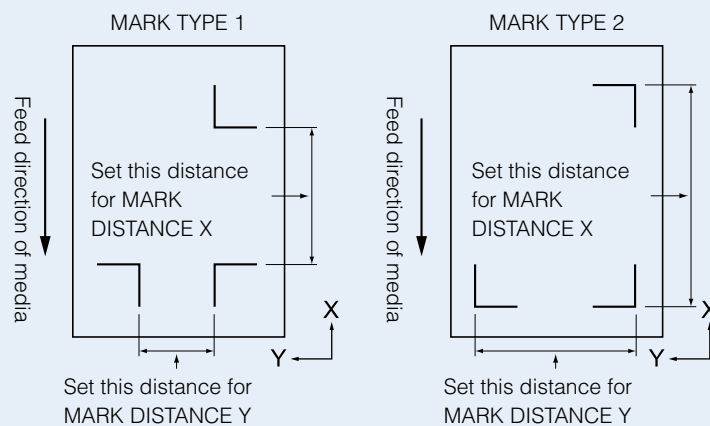 MARK TYPE 1
Feed direction of media
Set this distance
for MARK
DISTANCE X
X
Y
Set this distance for
MARK DISTANCE Y
MARK TYPE 2
Feed direction of media
Set this distance
for MARK
DISTANCE X
X
Y
Set this distance for
MARK DISTANCE Y